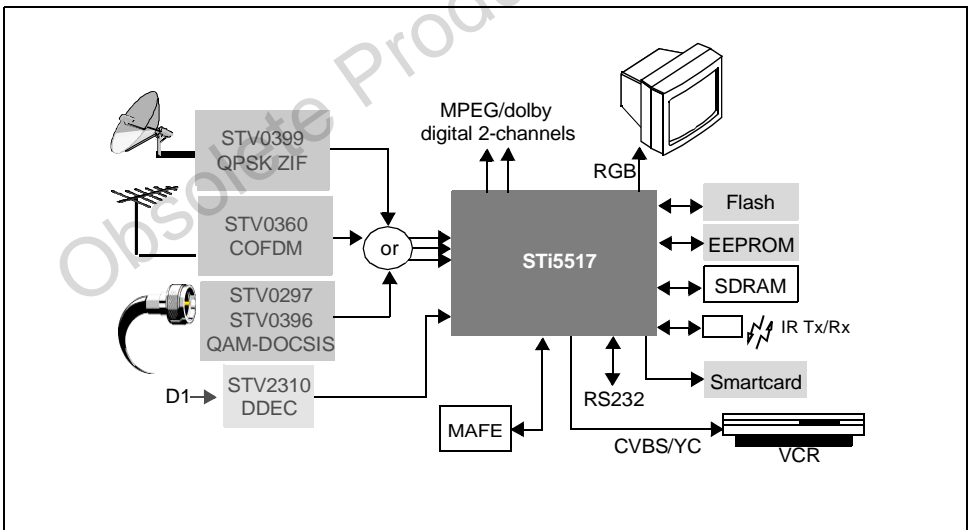 Obsolete Produ
MPEG/dolby
digital 2-channels
STV0399
QPSK ZIF
RGB
STV0360
COFDM
or
STi5517
Flash
EEPROM
SDRAM
IR Tx/Rx
STV0297
STV0396
QAM-DOCSIS
Smartcard
D1
STV2310
DDEC
RS232
MAFE
CVBS/YC
VCR